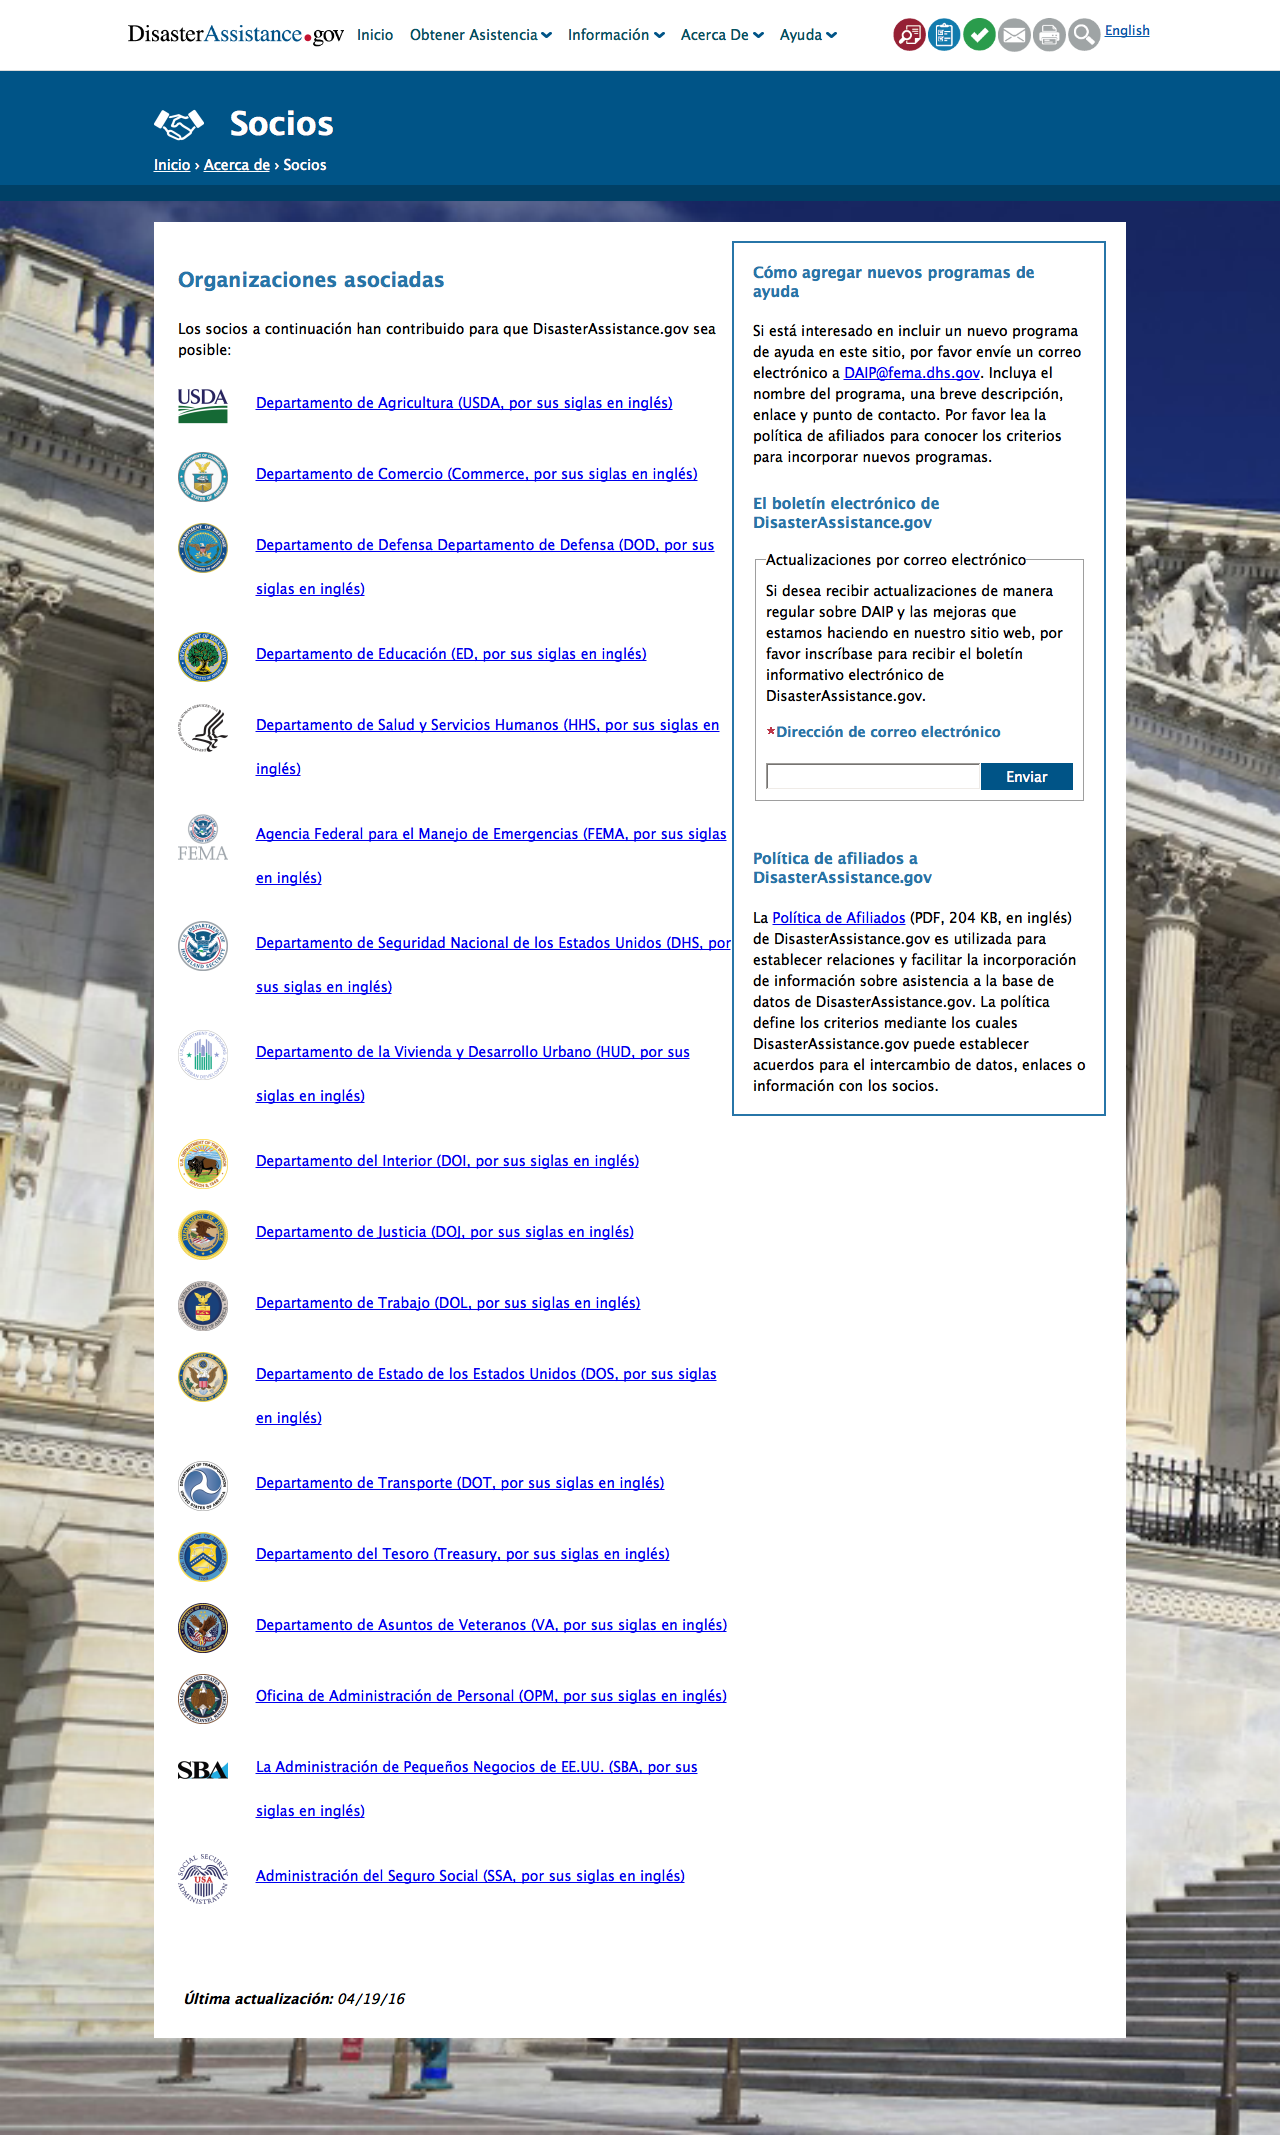 DisasterAssistance.gov
Inicio
Obtener Asistencia
Información
Acerca De
Ayuda
English
Socios
Inicio › Acerca de › Socios
Organizaciones asociadas
Los socios a continuación han contribuido para que DisasterAssistance.gov sea
posible:
USDA
Departamento de Agricultura (USDA, por sus siglas en inglés)
Departamento de Comercio (Commerce, por sus siglas en inglés)
Departamento de Defensa Departamento de Defensa (DOD, por sus
siglas en inglés)
Departamento de Educación (ED, por sus siglas en inglés)
Departamento de Salud y Servicios Humanos (HHS, por sus siglas en
inglés)
FEMA
Agencia Federal para el Manejo de Emergencias (FEMA, por sus siglas
en inglés)
Departamento de Seguridad Nacional de los Estados Unidos (DHS, por
sus siglas en inglés)
Departamento de la Vivienda y Desarrollo Urbano (HUD, por sus
siglas en inglés)
Departamento del Interior (DOI, por sus siglas en inglés)
Departamento de Justicia (DOJ, por sus siglas en inglés)
Departamento de Trabajo (DOL, por sus siglas en inglés)
Departamento de Estado de los Estados Unidos (DOS, por sus siglas
en inglés)
Departamento de Transporte (DOT, por sus siglas en inglés)
Departamento del Tesoro (Treasury, por sus siglas en inglés)
Departamento de Asuntos de Veteranos (VA, por sus siglas en inglés)
Oficina de Administración de Personal (OPM, por sus siglas en inglés)
SBA
La Administración de Pequeños Negocios de EE.UU. (SBA, por sus
siglas en inglés)
SOCIAL SECURITY
USA
ADMINISTRATION
Administración del Seguro Social (SSA, por sus siglas en inglés)
Última actualización: 04/19/16
Cómo agregar nuevos programas de
ayuda
Si está interesado en incluir un nuevo programa
de ayuda en este sitio, por favor envíe un correo
electrónico a DAIP@fema.dhs.gov. Incluya el
nombre del programa, una breve descripción,
enlace y punto de contacto. Por favor lea la
política de afiliados para conocer los criterios
para incorporar nuevos programas.
El boletín electrónico de
DisasterAssistance.gov
Actualizaciones por correo electrónico
Si desea recibir actualizaciones de manera
regular sobre DAIP y las mejoras que
estamos haciendo en nuestro sitio web, por
favor inscríbase para recibir el boletín
informativo electrónico de
DisasterAssistance.gov.
*Dirección de correo electrónico
Enviar
Política de afiliados a
DisasterAssistance.gov
La Política de Afiliados (PDF, 204 KB, en inglés)
de DisasterAssistance.gov es utilizada para
establecer relaciones y facilitar la incorporación
de información sobre asistencia a la base de
datos de DisasterAssistance.gov. La política
define los criterios mediante los cuales
DisasterAssistance.gov puede establecer
acuerdos para el intercambio de datos, enlaces o
información con los socios.